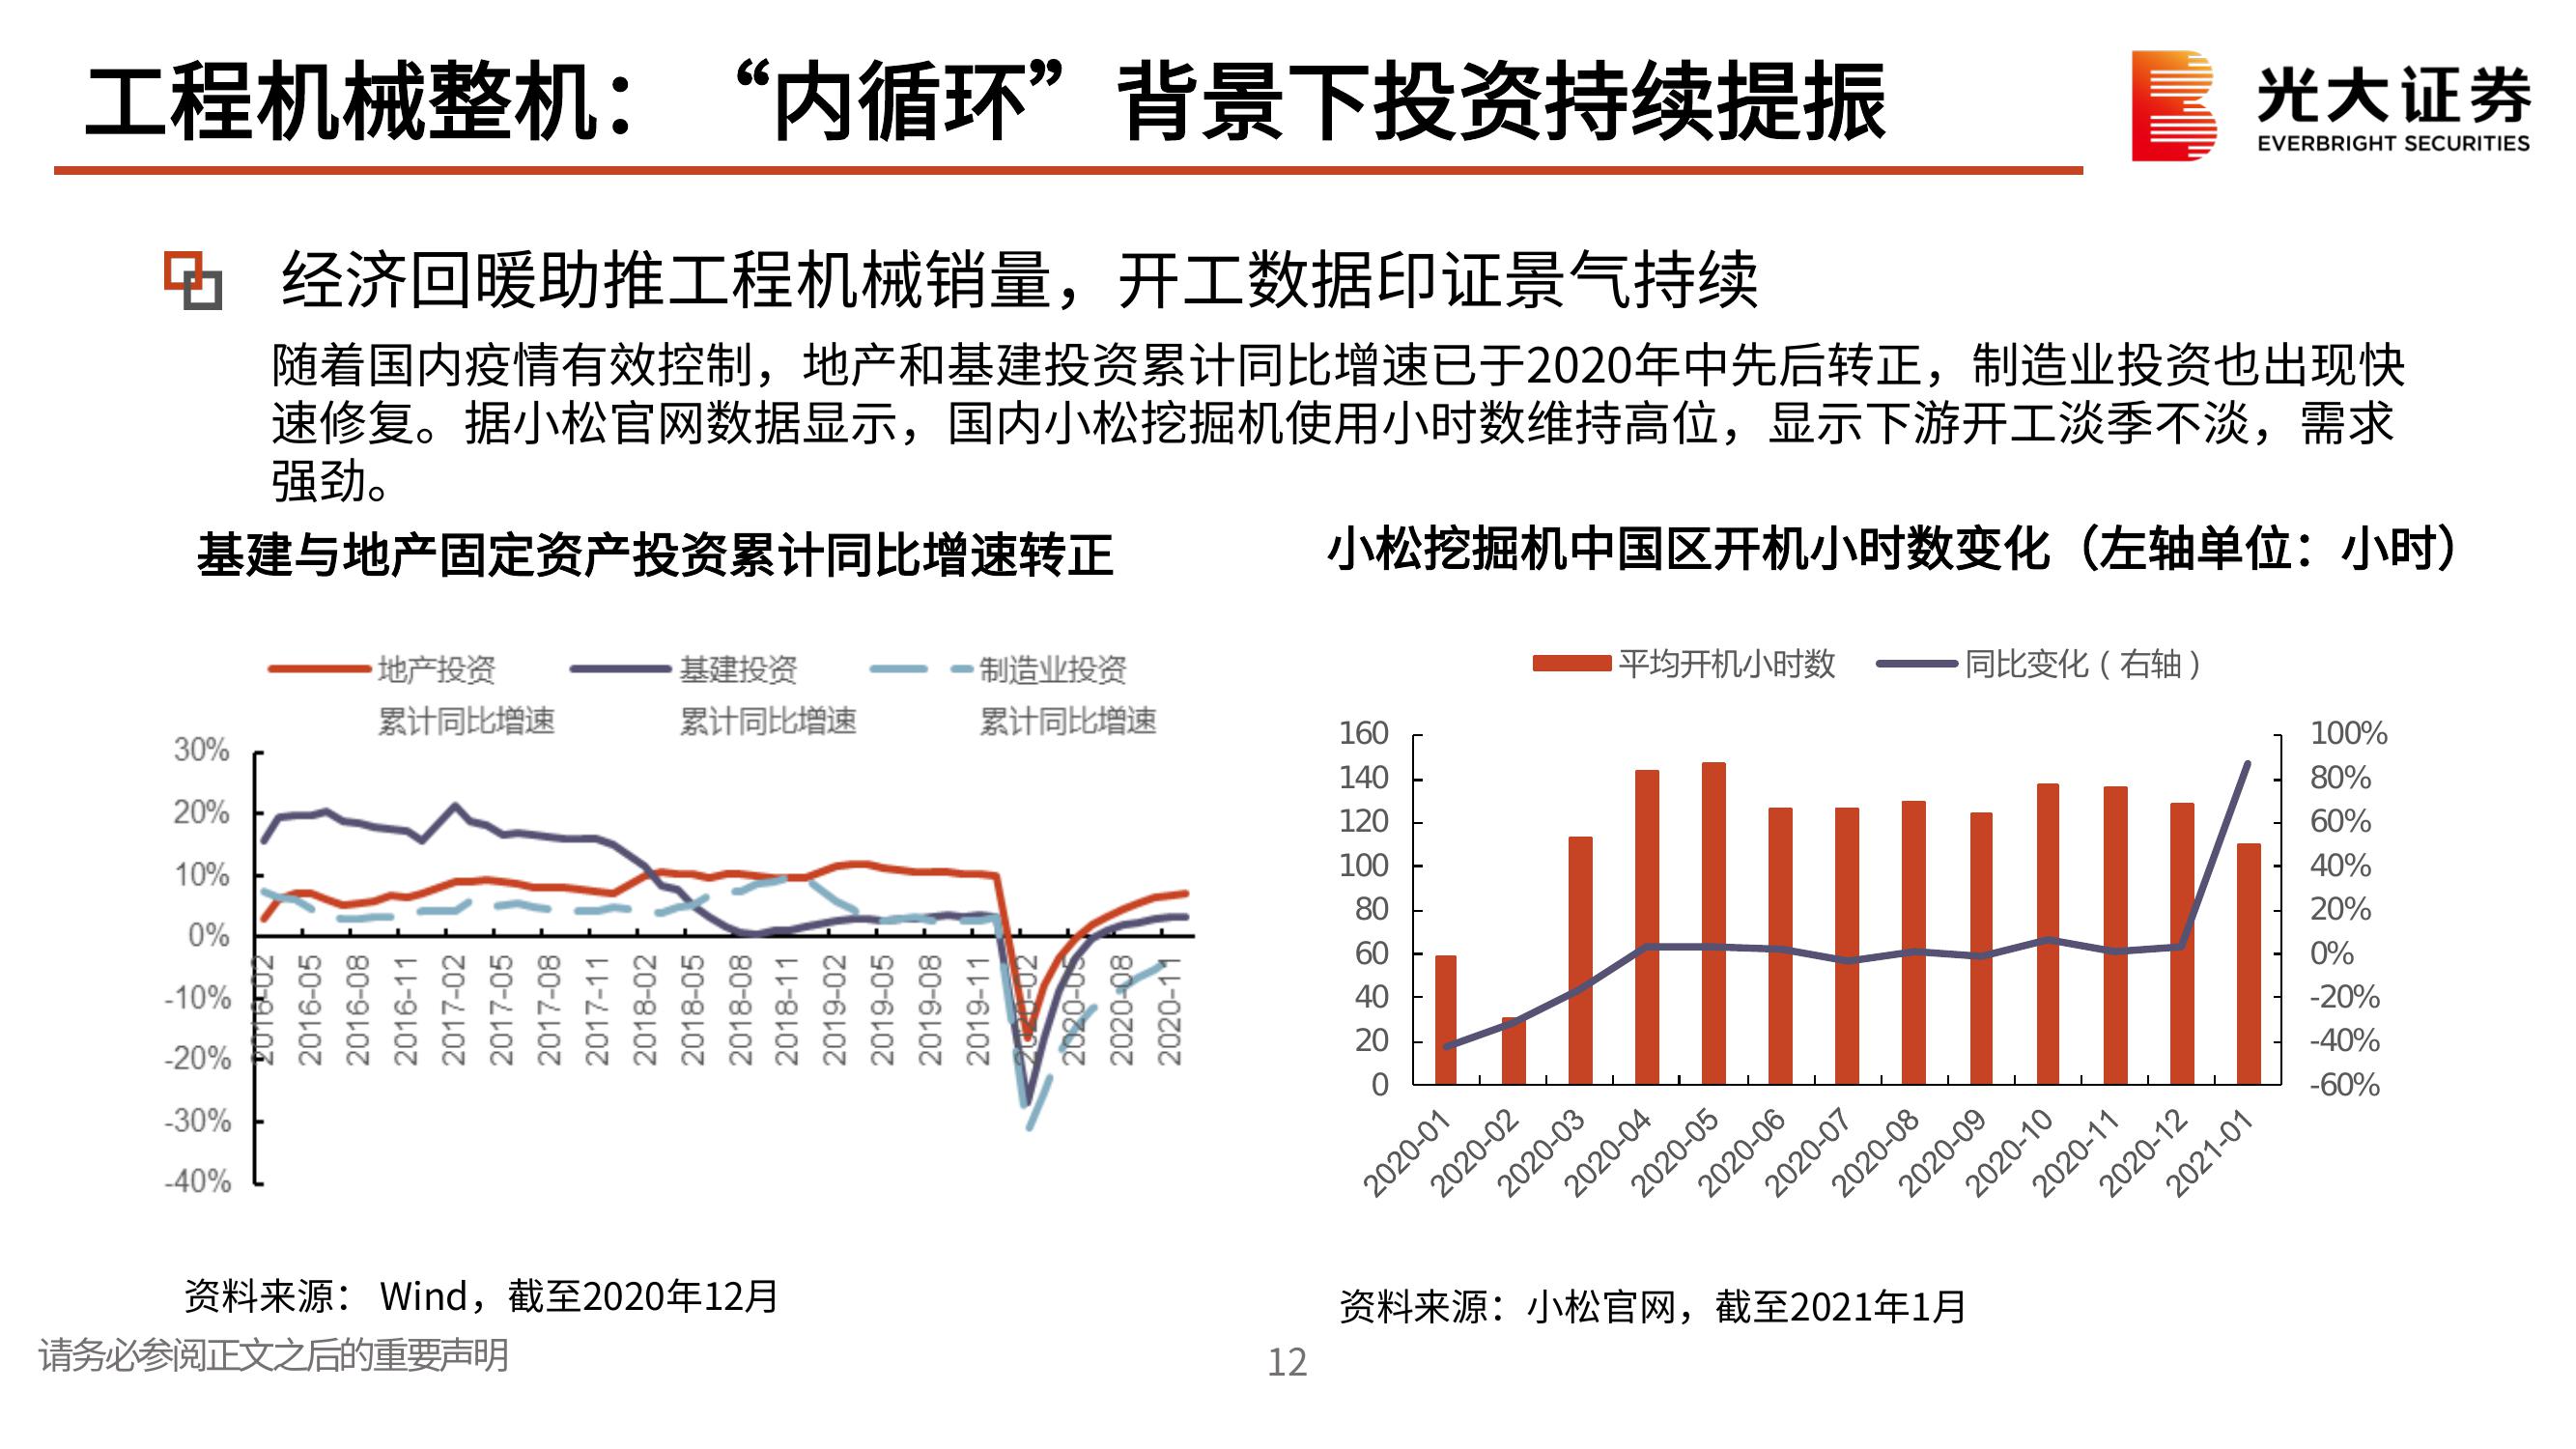 工程机械整机：“内循环”背景下投资持续提振
光大证券
EVERBRIGHT SECURITIES
经济回暖助推工程机械销量，开工数据印证景气持续
随着国内疫情有效控制，地产和基建投资累计同比增速已于2020年中先后转正，制造业投资也出现快
速修复。据小松官网数据显示，国内小松挖掘机使用小时数维持高位，显示下游开工淡季不淡，需求
强劲。
基建与地产固定资产投资累计同比增速转正
地产投资 基建投资 制造业投资
累计同比增速 累计同比增速 累计同比增速
30%
20%
10%
0%
-10%
-20%
-30%
-40%
2016-02 2016-05 2016-08 2016-11 2017-02 2017-05 2017-08 2017-11 2018-02 2018-05 2018-08 2018-11 2019-02 2019-05 2019-08 2019-11 2020-02 2020-05 2020-08 2020-11
资料来源： Wind，截至2020年12月
小松挖掘机中国区开机小时数变化（左轴单位：小时）
平均开机小时数 同比变化（右轴）
160 100%
140 80%
120 60%
100 40%
80 20%
60 0%
40 -20%
20 -40%
0 -60%
2020-01 2020-02 2020-03 2020-04 2020-05 2020-06 2020-07 2020-08 2020-09 2020-10 2020-11 2020-12 2021-01
资料来源：小松官网，截至2021年1月
请务必参阅正文之后的重要声明
12